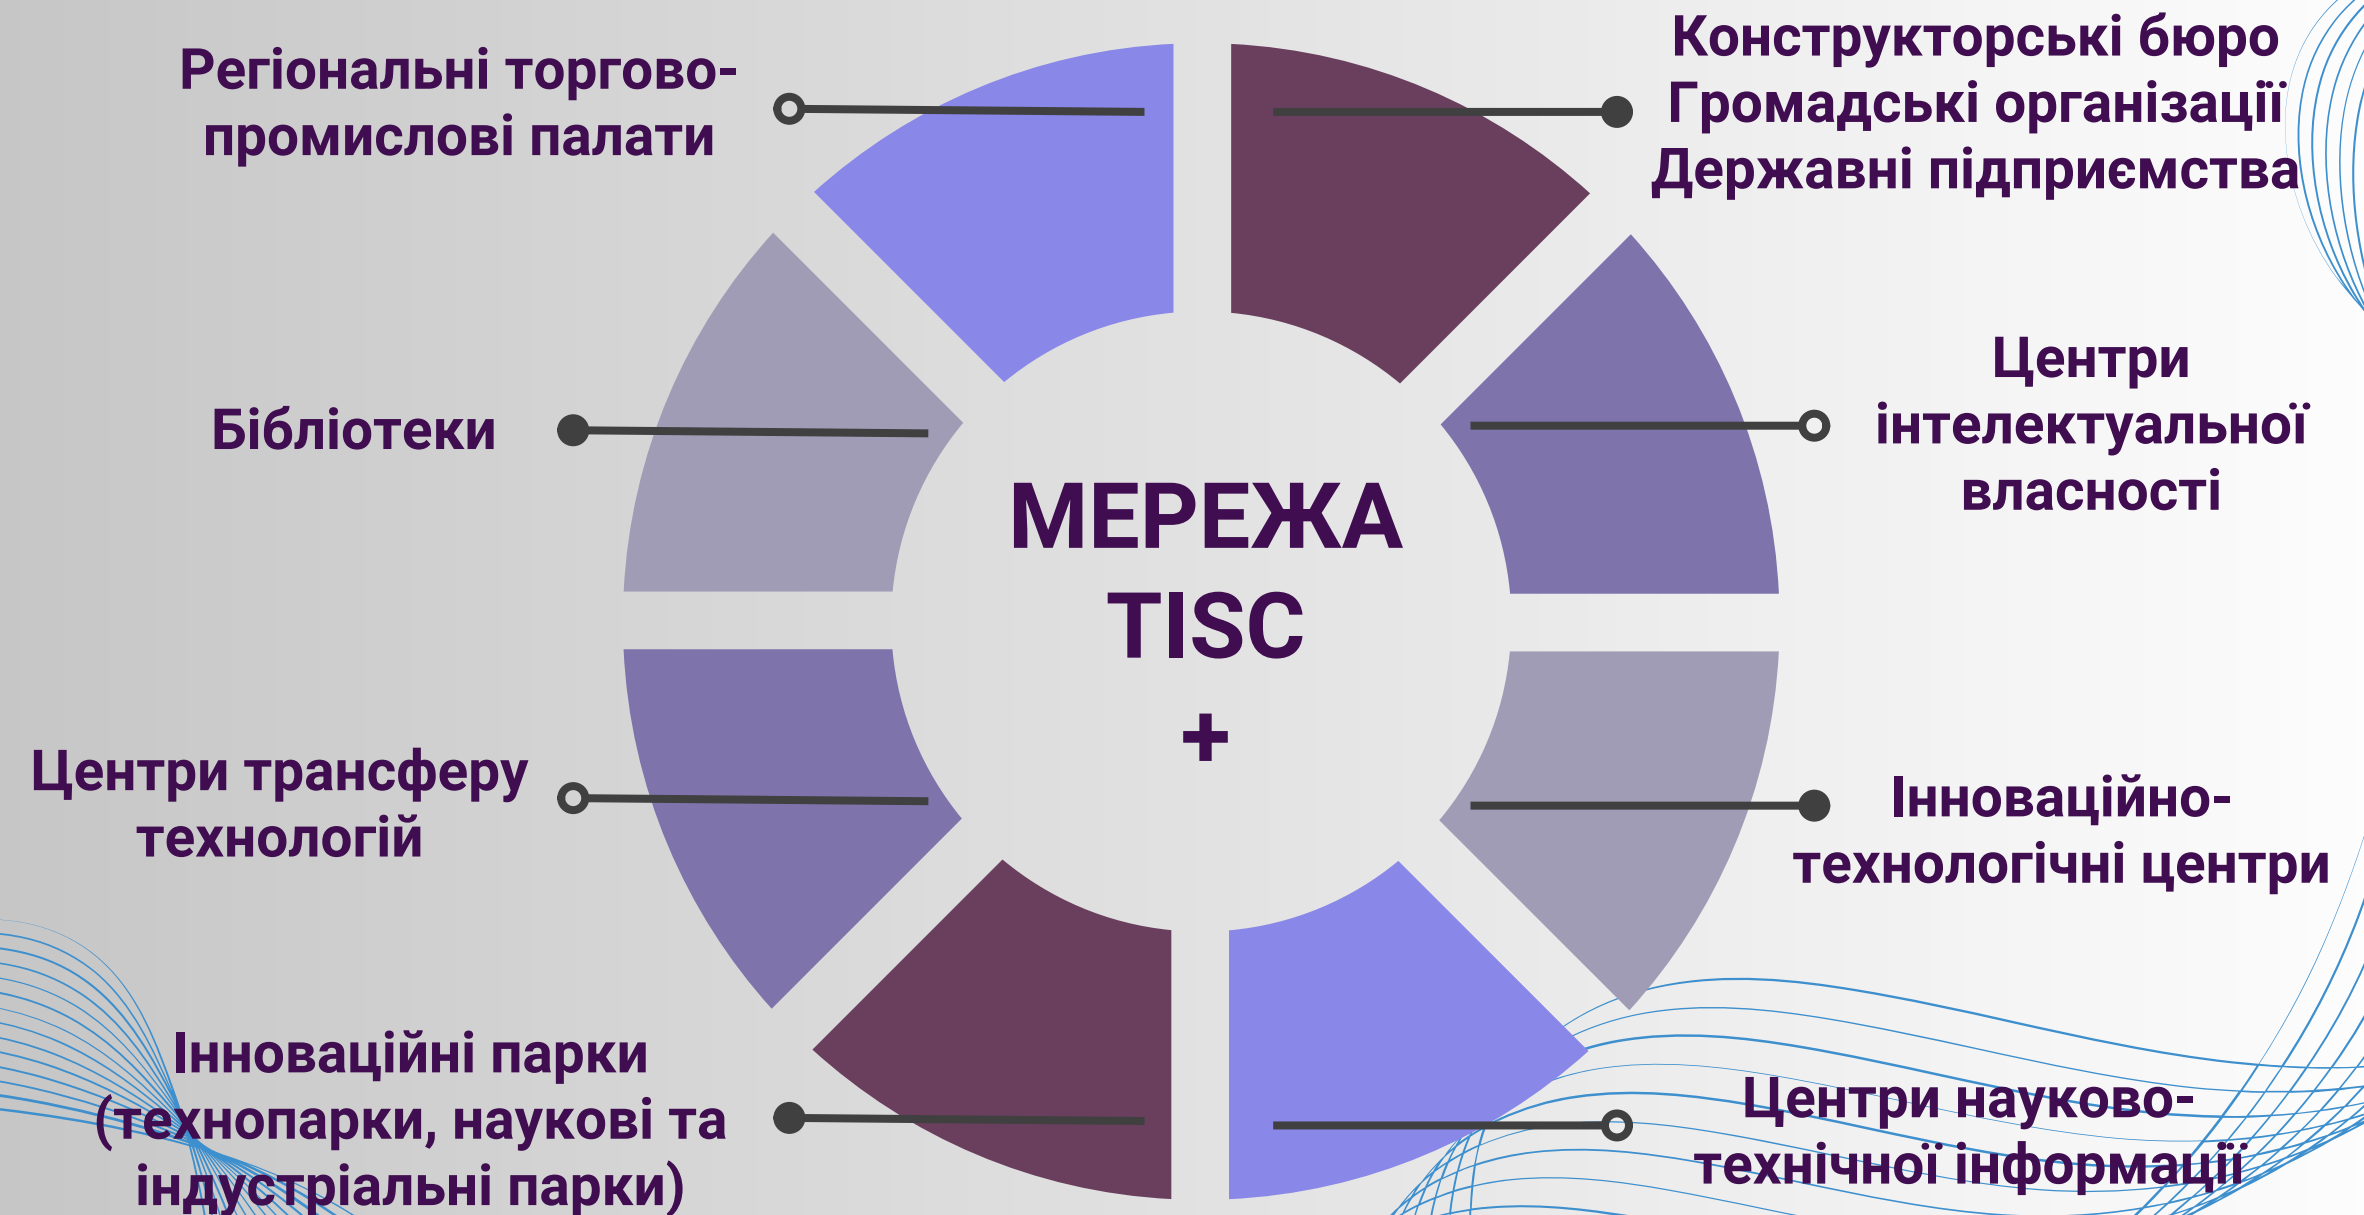 Регіональні торгово-
промислові палати
Конструкторські бюро
Громадські організації
Державні підприємства
Бібліотеки
Центри
інтелектуальної
власності
МЕРЕЖА
TISC
+
Центри трансферу
технологій
Інноваційно-
технологічні центри
Інноваційні парки
(технопарки, наукові та
індустріальні парки)
Центри науково-
технічної інформації